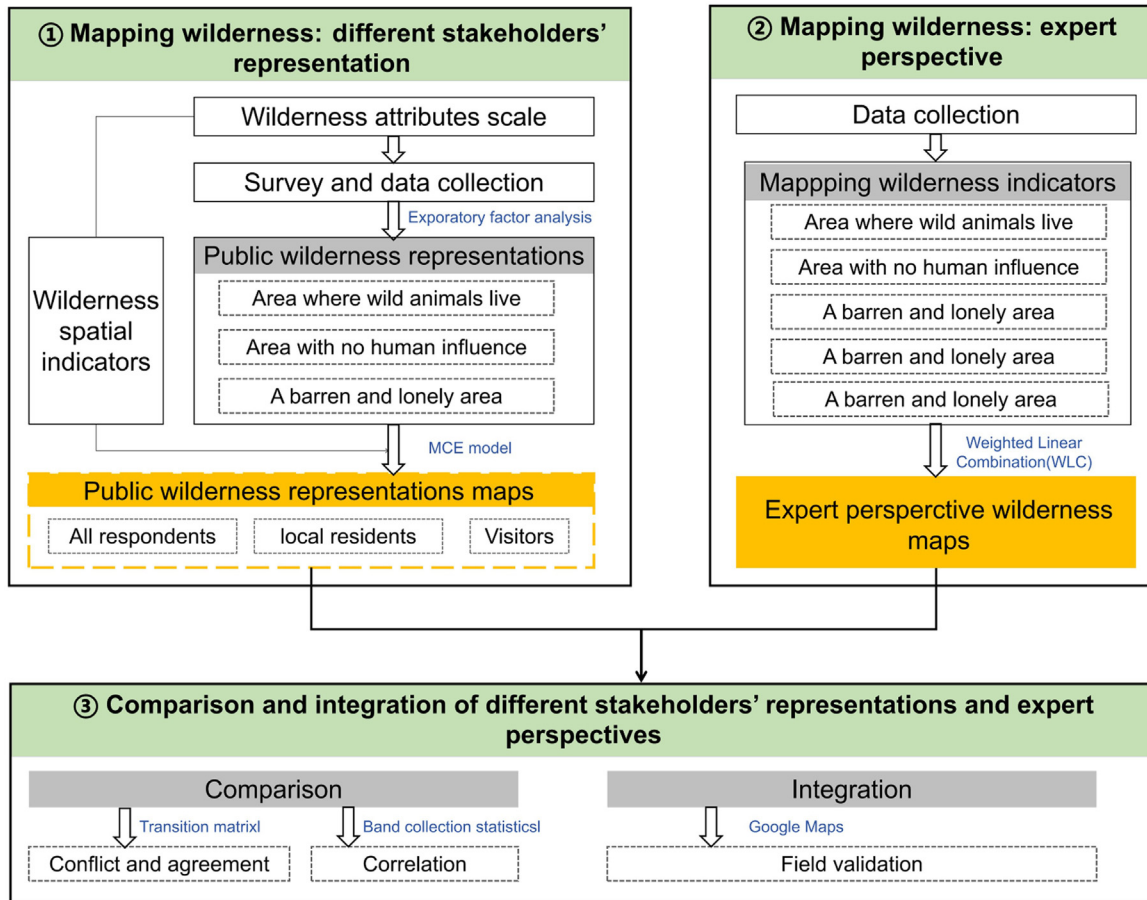 ① Mapping wilderness: different stakeholders’
representation
Wilderness attributes scale
Survey and data collection
Exporatory factor analysis
Public wilderness representations
Area where wild animals live
Area with no human influence
A barren and lonely area
Wilderness
spatial
indicators
MCE model
Public wilderness representations maps
All respondents
local residents
Visitors
② Mapping wilderness: expert
perspective
Data collection
Mappping wilderness indicators
Area where wild animals live
Area with no human influence
A barren and lonely area
A barren and lonely area
A barren and lonely area
Weighted Linear
Combination(WLC)
Expert persperctive wilderness
maps
③ Comparison and integration of different stakeholders’ representations and expert
perspectives
Comparison
Transition matrixl
Band collection statisticsl
Conflict and agreement
Correlation
Integration
Google Maps
Field validation